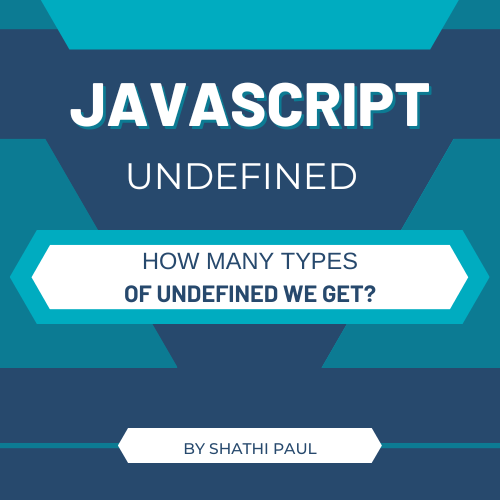 JAVASCRIPT
UNDEFINED
HOW MANY TYPES
OF UNDEFINED WE GET?
BY SHATHI PAUL